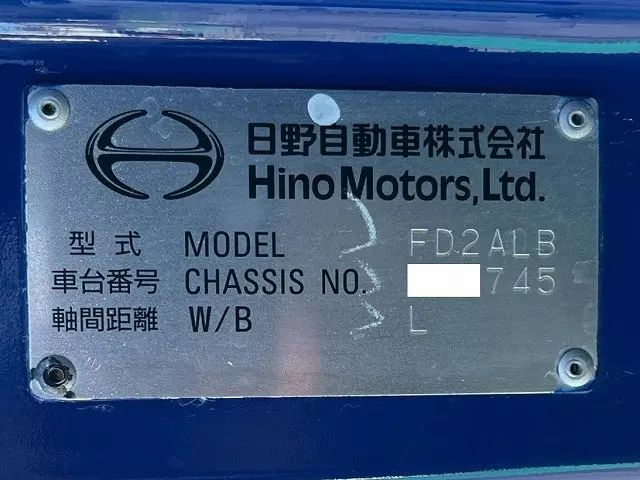 日野自動車株式会社
Hino Motors, Ltd.
型式 MODEL FD2ALB
車台番号 CHASSIS NO. 745
軸間距離 W/B L